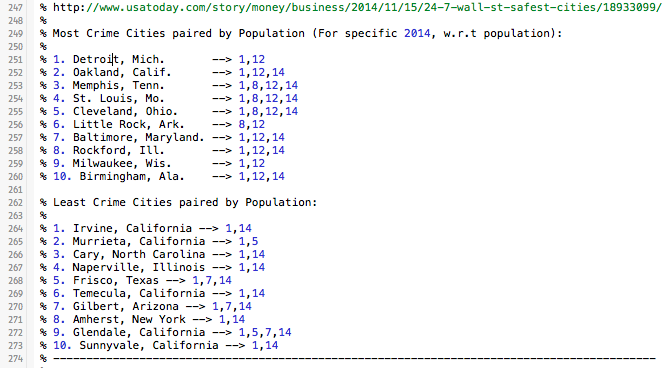 247 % http://www.usatoday.com/story/money/business/2014/11/15/24-7-wall-st-safest-cities/18933099/
248 %
249 % Most Crime Cities paired by Population (For specific 2014, w.r.t population):
250 %
251 % 1. Detroit, Mich. --> 1,12
252 % 2. Oakland, Calif. --> 1,12,14
253 % 3. Memphis, Tenn. --> 1,8,12,14
254 % 4. St. Louis, Mo. --> 1,8,12,14
255 % 5. Cleveland, Ohio. --> 1,8,12,14
256 % 6. Little Rock, Ark. --> 8,12
257 % 7. Baltimore, Maryland. --> 1,12,14
258 % 8. Rockford, Ill. --> 1,12,14
259 % 9. Milwaukee, Wis. --> 1,12
260 % 10. Birmingham, Ala. --> 1,12,14
261
262 % Least Crime Cities paired by Population:
263 %
264 % 1. Irvine, California --> 1,14
265 % 2. Murrieta, California --> 1,5
266 % 3. Cary, North Carolina --> 1,14
267 % 4. Naperville, Illinois --> 1,14
268 % 5. Frisco, Texas --> 1,7,14
269 % 6. Temecula, California --> 1,14
270 % 7. Gilbert, Arizona --> 1,7,14
271 % 8. Amherst, New York --> 1,14
272 % 9. Glendale, California --> 1,5,7,14
273 % 10. Sunnyvale, California --> 1,14
274 % ---------------------------------------------------------------------------------------------